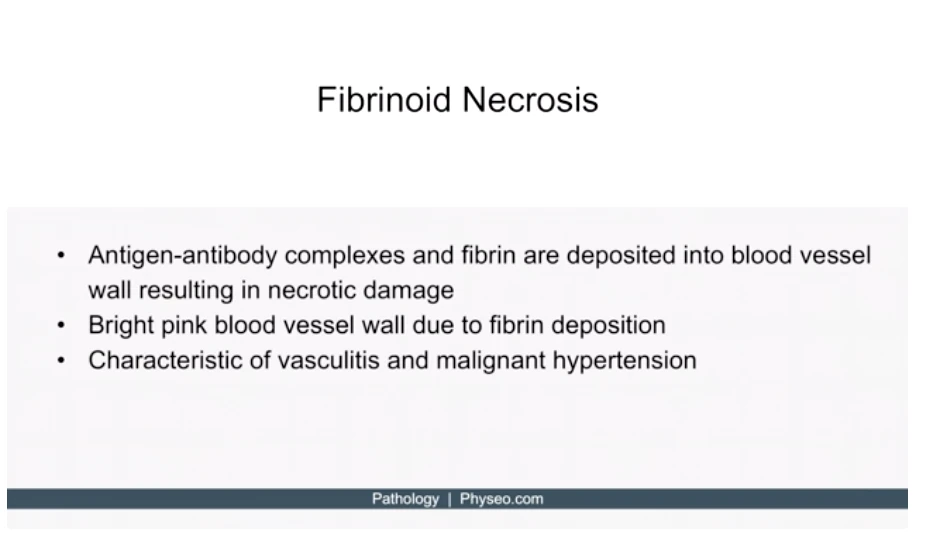 Fibrinoid Necrosis
• Antigen-antibody complexes and fibrin are deposited into blood vessel
wall resulting in necrotic damage
• Bright pink blood vessel wall due to fibrin deposition
• Characteristic of vasculitis and malignant hypertension
Pathology | Physeo.com